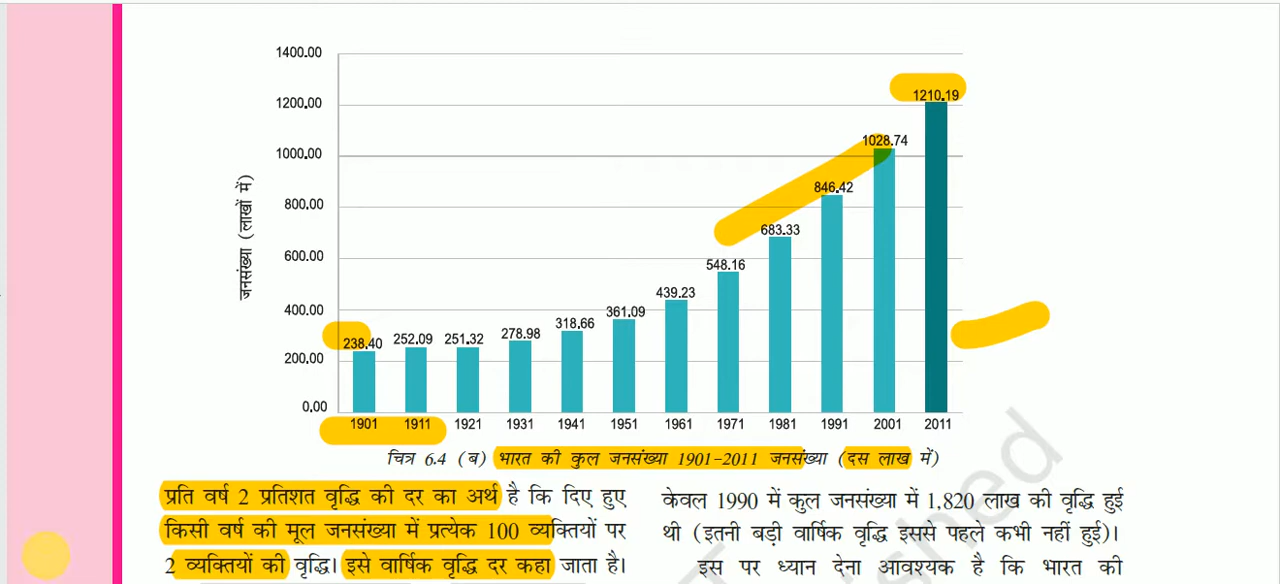 1400.00
1200.00
1000.00
800.00
600.00
400.00
200.00
0.00
जनसंख्या (लाखों में)
238.40
252.09
251.32
278.98
318.66
361.09
439.23
548.16
683.33
846.42
1028.74
1210.19
1901 1911 1921 1931 1941 1951 1961 1971 1981 1991 2001 2011
चित्र 6.4 (ब) भारत की कुल जनसंख्या 1901-2011 जनसंख्या (दस लाख में)
प्रति वर्ष 2 प्रतिशत वृद्धि की दर का अर्थ है कि दिए हुए
किसी वर्ष की मूल जनसंख्या में प्रत्येक 100 व्यक्तियों पर
2 व्यक्तियों की वृद्धि। इसे वार्षिक वृद्धि दर कहा जाता है।
केवल 1990 में कुल जनसंख्या में 1,820 लाख की वृद्धि हुई
थी (इतनी बड़ी वार्षिक वृद्धि इससे पहले कभी नहीं हुई)।
इस पर ध्यान देना आवश्यक है कि भारत की